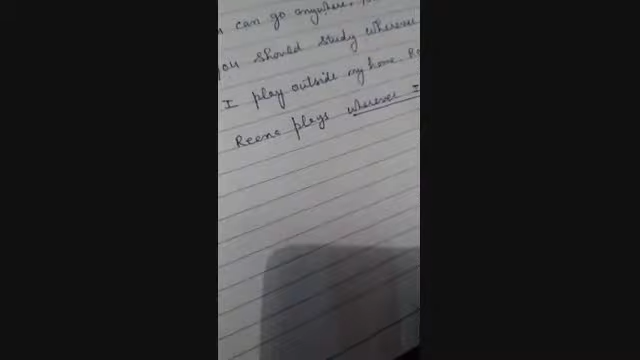 can go anywhere.
you should study wherever
I play outside my home.
Reena plays wherever I